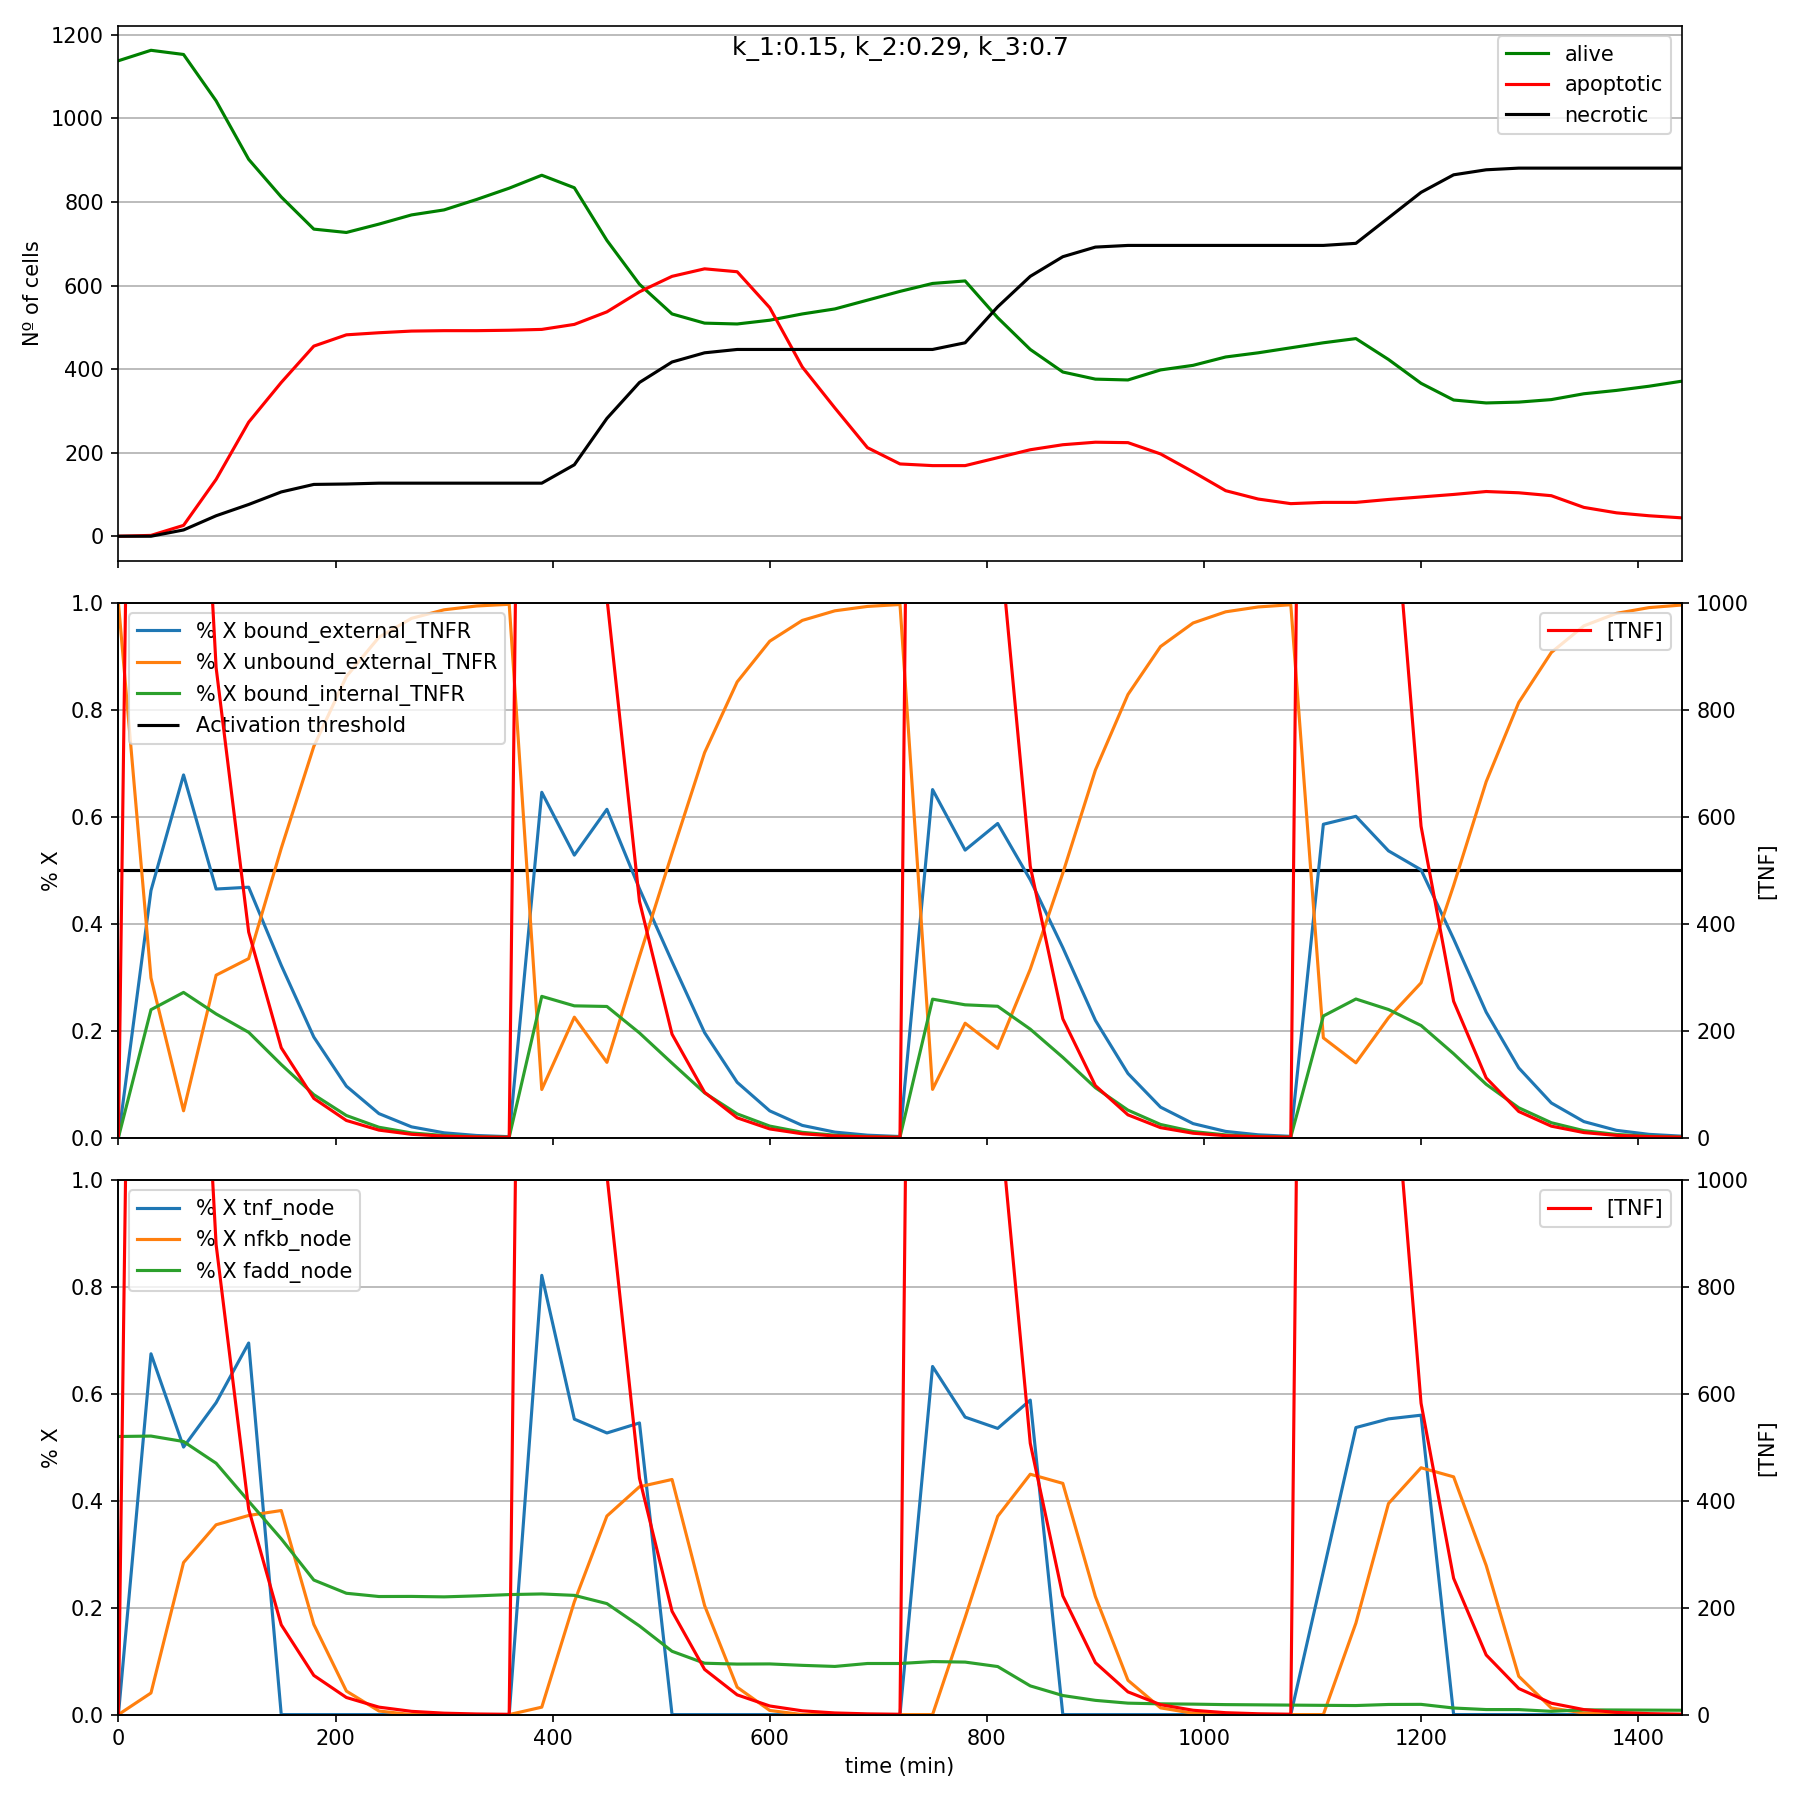 k_1:0.15, k_2:0.29, k_3:0.7
1200
1000
800
600
400
200
0
Nº of cells
alive
apoptotic
necrotic
1.0
0.8
0.6
0.4
0.2
0.0
% X
% X bound_external_TNFR
% X unbound_external_TNFR
% X bound_internal_TNFR
Activation threshold
[TNF]
1000
800
600
400
200
0
[TNF]
1.0
0.8
0.6
0.4
0.2
0.0
% X
% X tnf_node
% X nfkb_node
% X fadd_node
[TNF]
1000
800
600
400
200
0
[TNF]
0 200 400 600 800 1000 1200 1400
time (min)